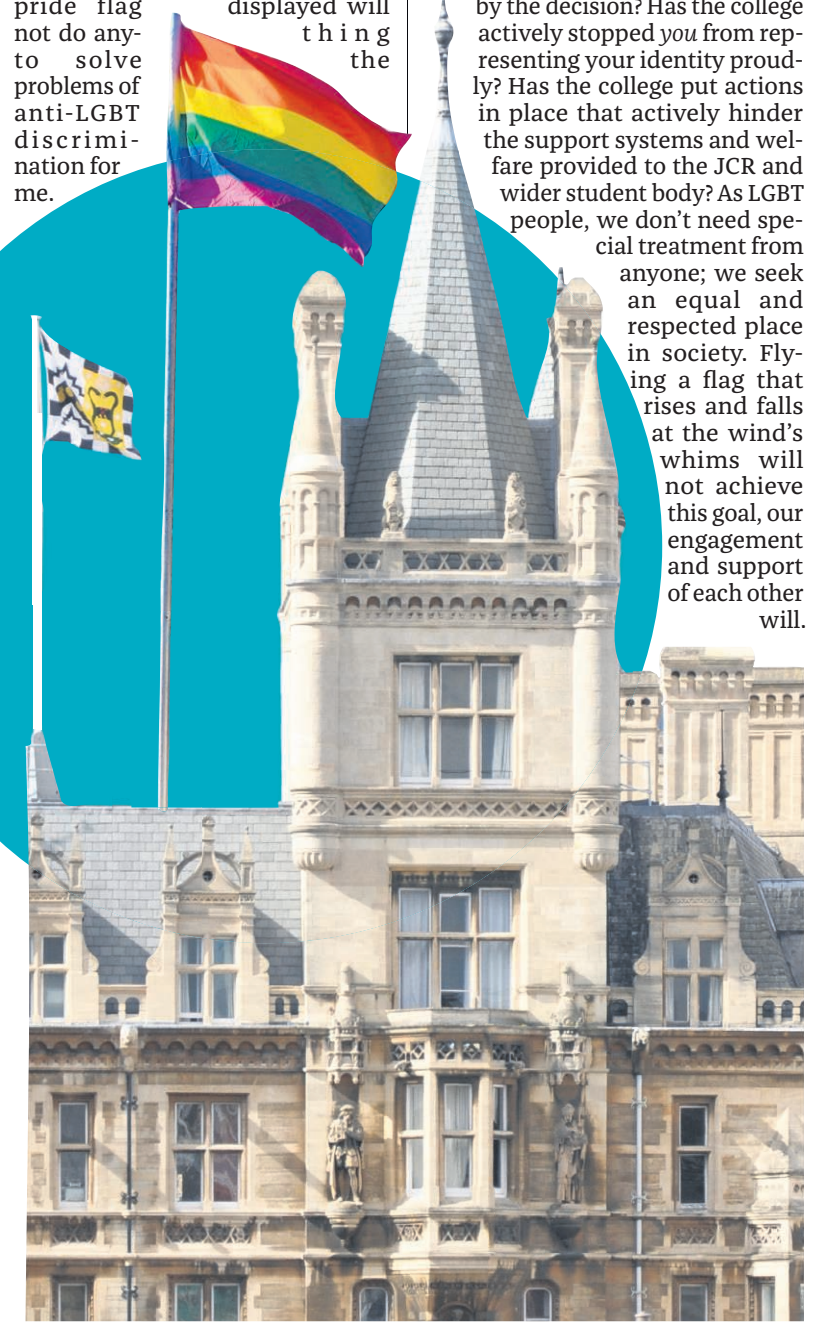 pride flag displayed will
not do any- thing
to solve the
problems of
anti-LGBT
discrimi-
nation for
me.
by the decision? Has the college
actively stopped you from rep-
resenting your identity proud-
ly? Has the college put actions
in place that actively hinder
the support systems and wel-
fare provided to the JCR and
wider student body? As LGBT
people, we don’t need spe-
cial treatment from
anyone; we seek
an equal and
respected place
in society. Fly-
ing a flag that
rises and falls
at the wind’s
whims will
not achieve
this goal, our
engagement
and support
of each other
will.